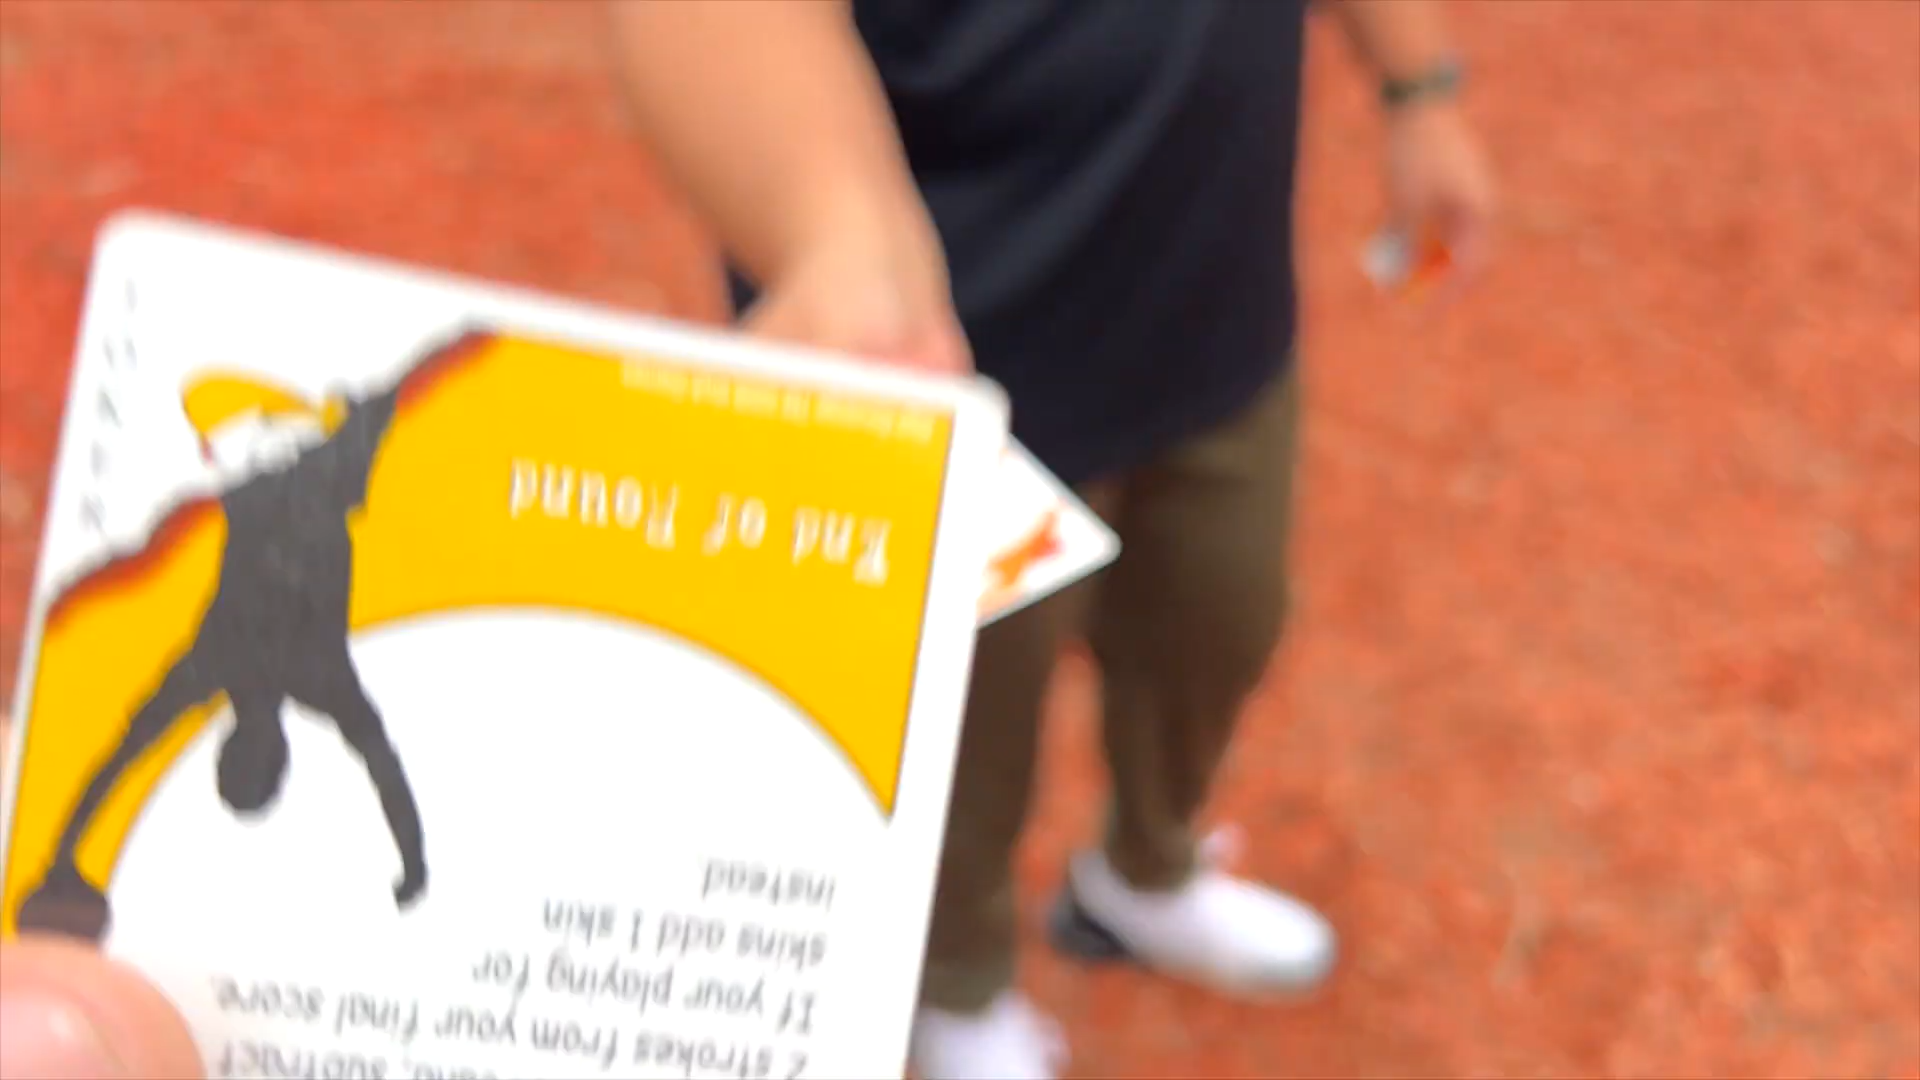 subtract
2 strokes from your final score.
If your playing for
skins add 1 skin
instead.
End of Round